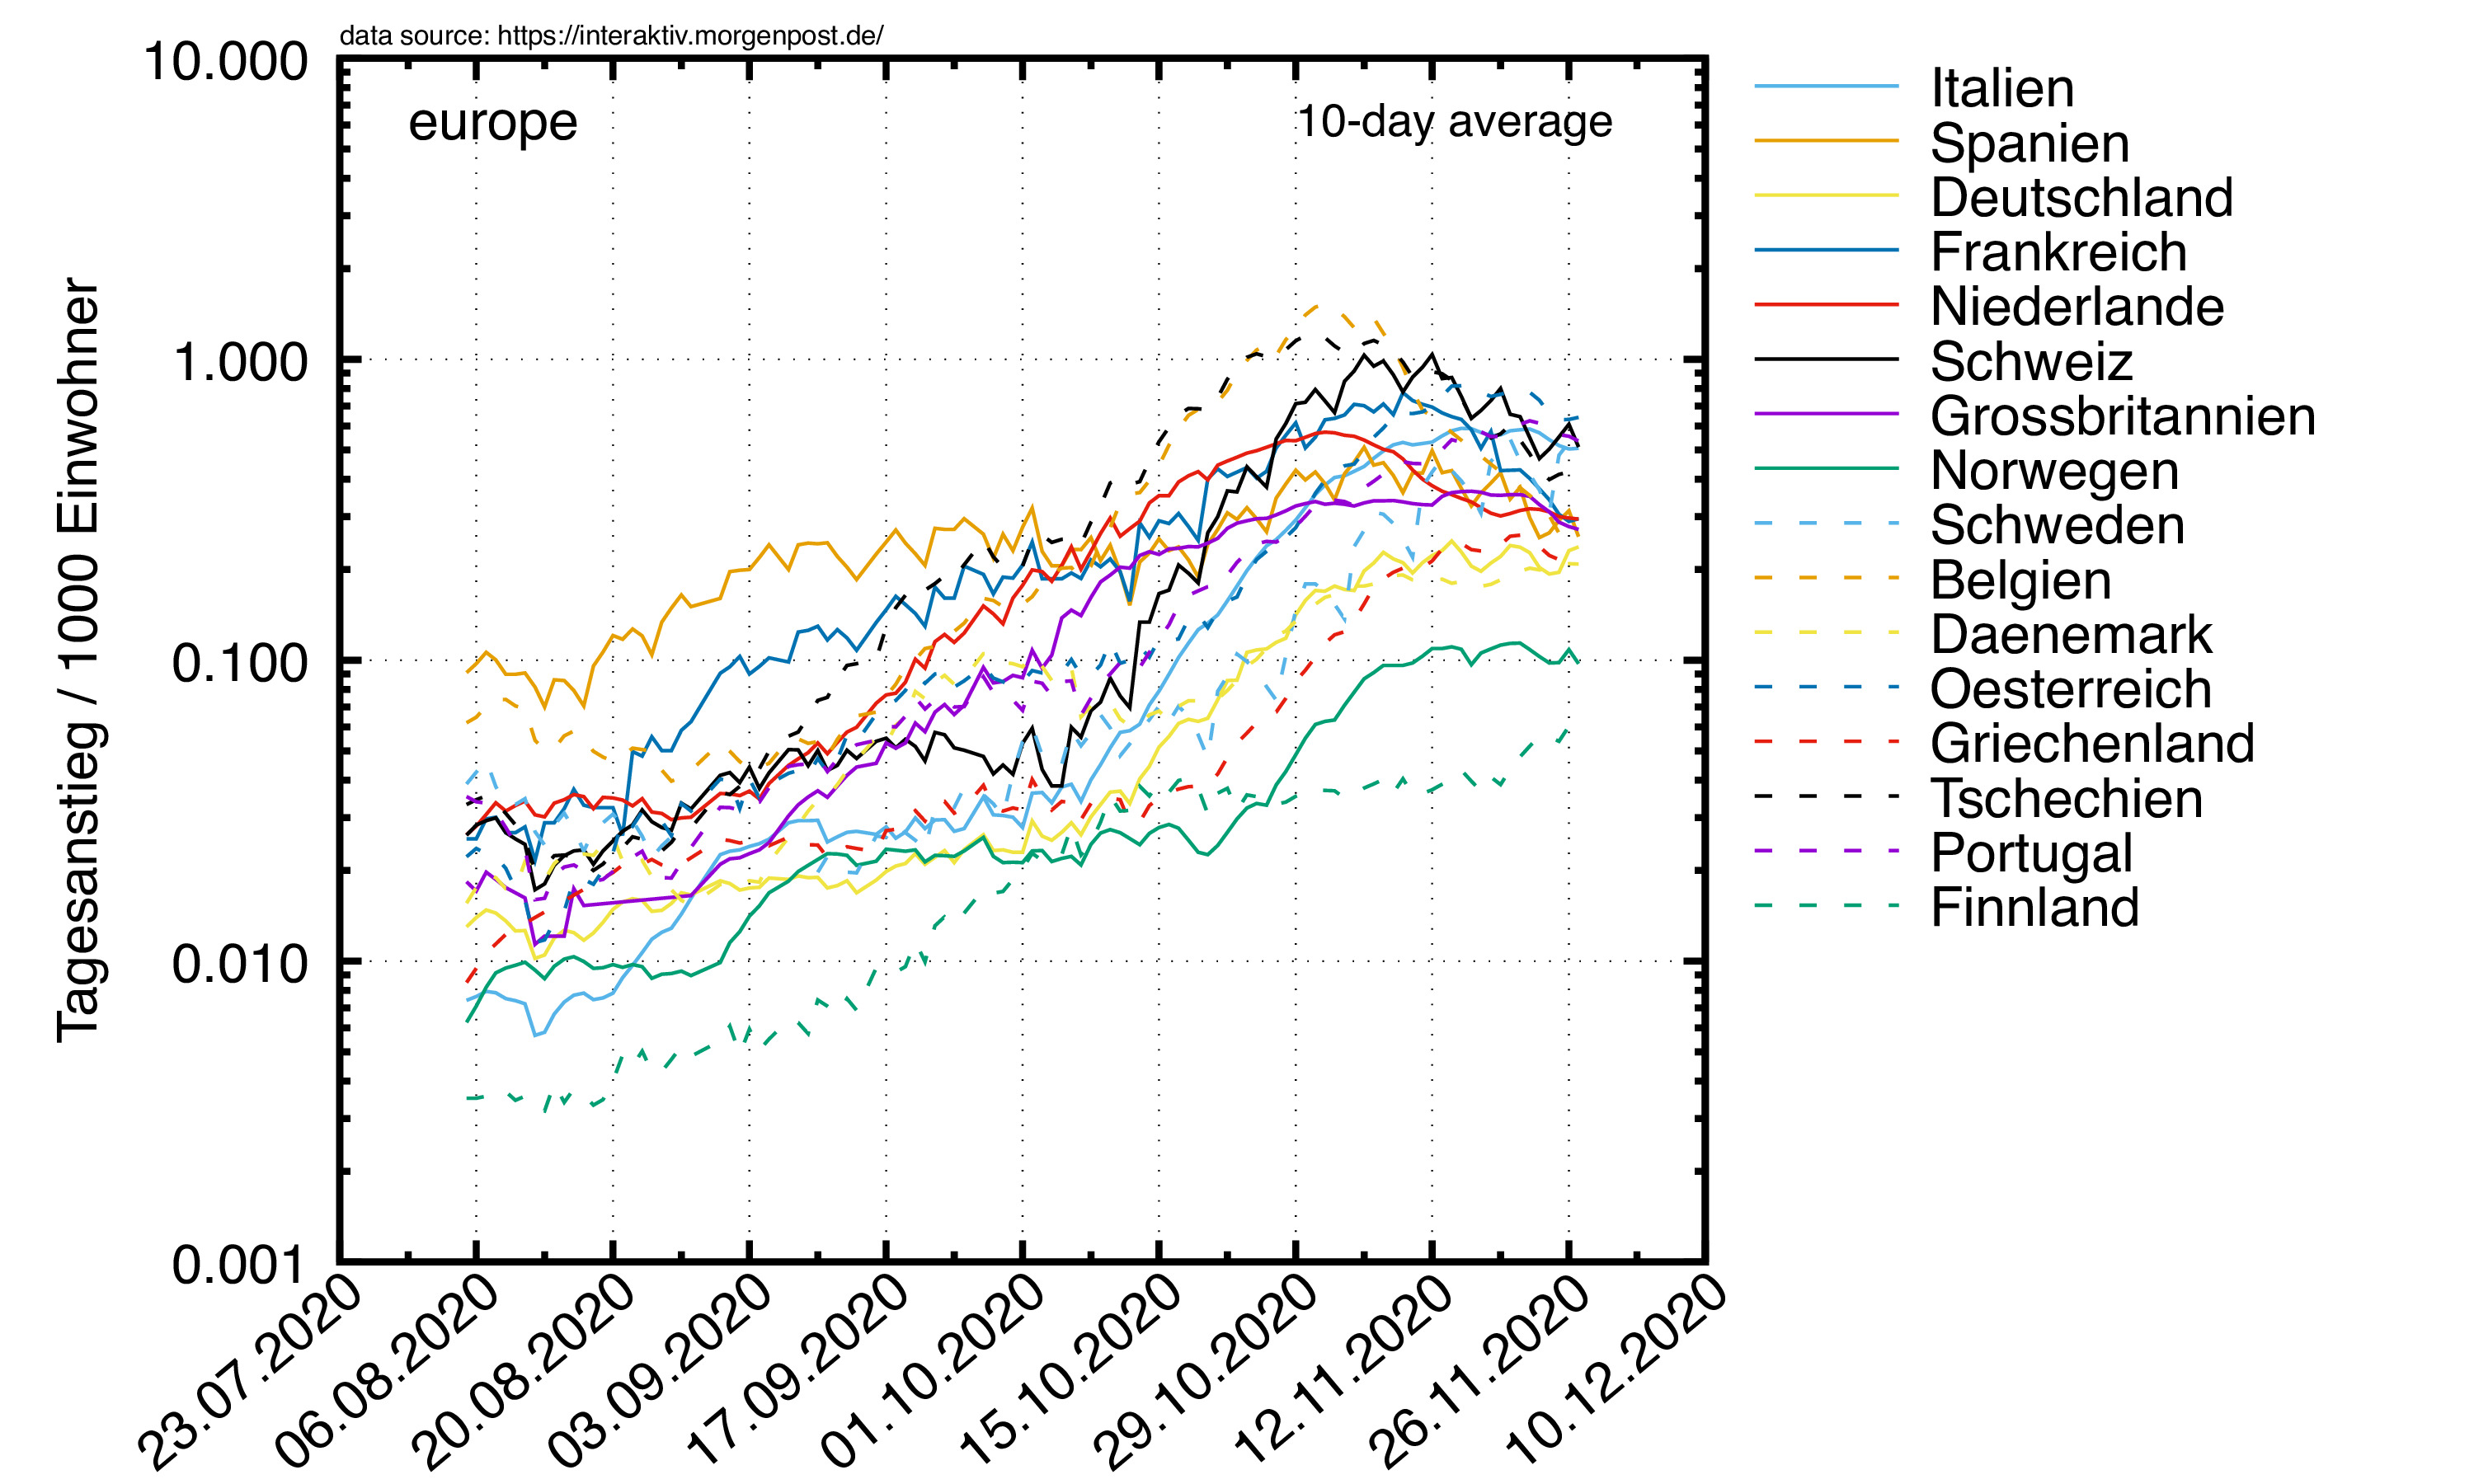 data source: https://interaktiv.morgenpost.de/
europe
10-day average
Tagesanstieg / 1000 Einwohner
10.000
1.000
0.100
0.010
0.001
23.07.2020
06.08.2020
20.08.2020
03.09.2020
17.09.2020
01.10.2020
15.10.2020
29.10.2020
12.11.2020
26.11.2020
10.12.2020
Italien
Spanien
Deutschland
Frankreich
Niederlande
Schweiz
Grossbritannien
Norwegen
Schweden
Belgien
Daenemark
Oesterreich
Griechenland
Tschechien
Portugal
Finnland